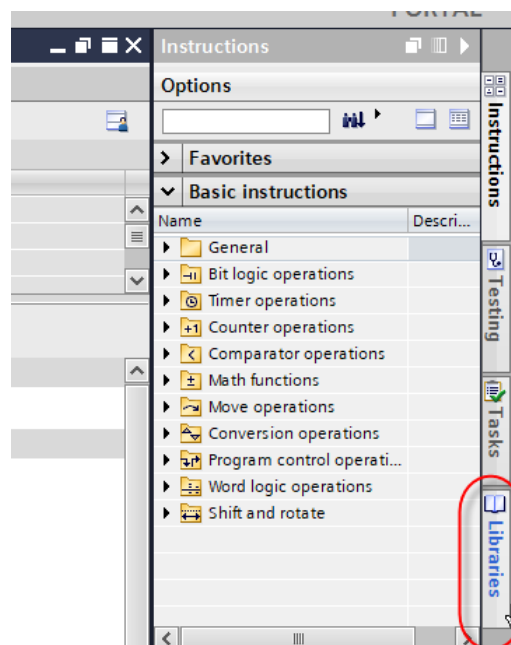 Instructions
Options
Favorites
Basic instructions
Name
Descri...
General
Bit logic operations
Timer operations
Counter operations
Comparator operations
Math functions
Move operations
Conversion operations
Program control operati...
Word logic operations
Shift and rotate
Instructions
Testing
Tasks
Libraries